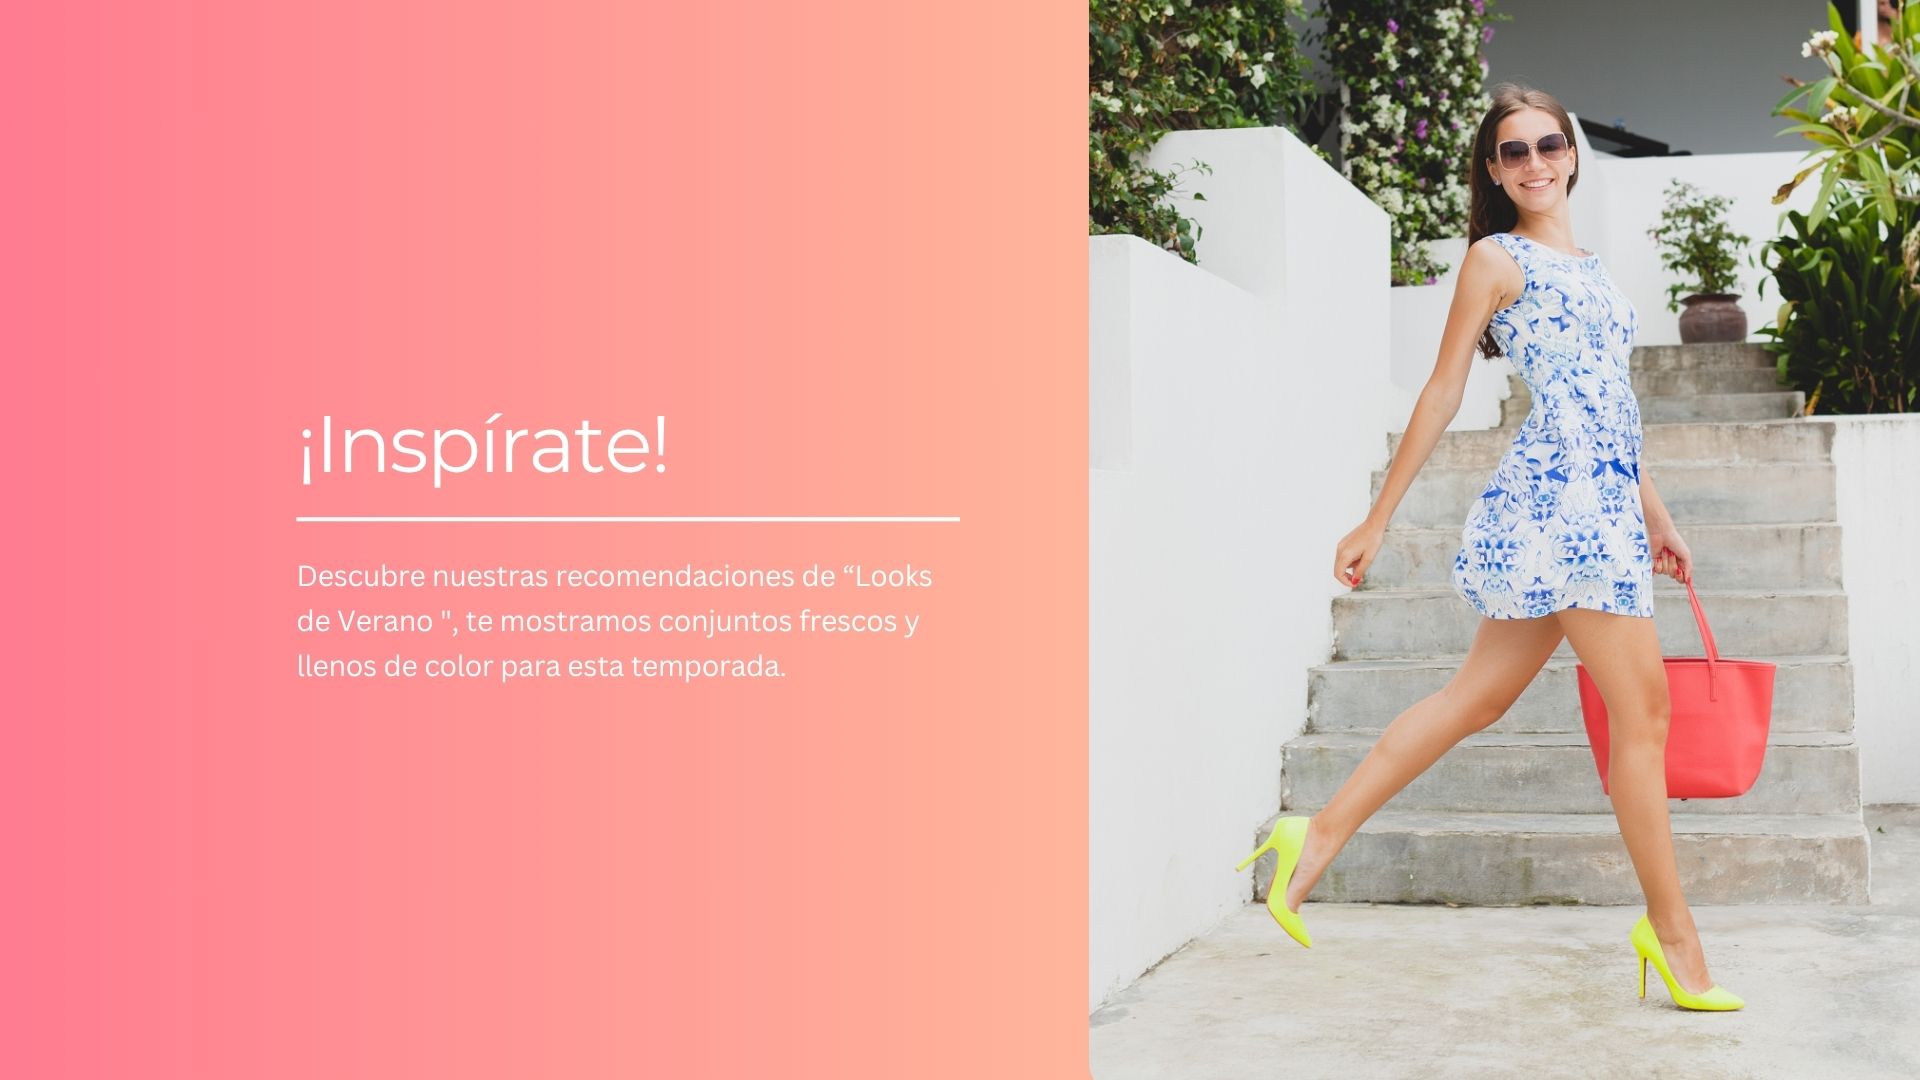 ¡Inspírate!
Descubre nuestras recomendaciones de “Looks
de Verano ", te mostramos conjuntos frescos y
llenos de color para esta temporada.